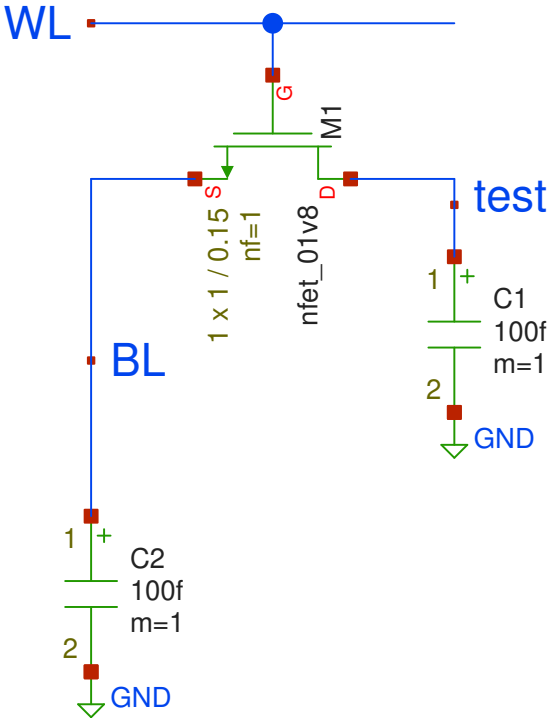 WL
G
M1
S
D
1 x 1 / 0.15
nf=1
nfet_01v8
test
1
+
C1
100f
m=1
2
GND
BL
1
+
C2
100f
m=1
2
GND